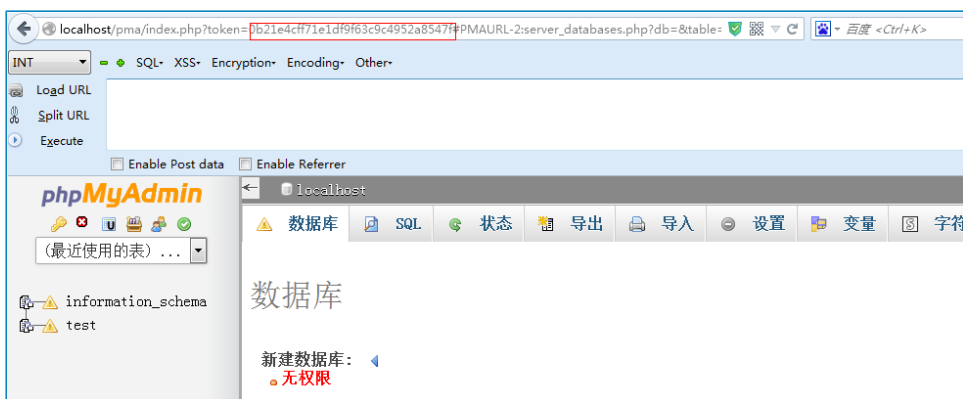 localhost/pma/index.php?token=0b21e4cff71e1df9f63c9c4952a8547f#PMAURL-2:server_databases.php?db=&table= 百度 <Ctrl+K>
INT SQL- XSS- Encryption- Encoding- Other-
Load URL
Split URL
Execute
Enable Post data Enable Referrer
phpMyAdmin
localhost
数据库 SQL 状态 导出 导入 设置 变量 字符
(最近使用的表) ...
数据库
information_schema
test
新建数据库:
无权限